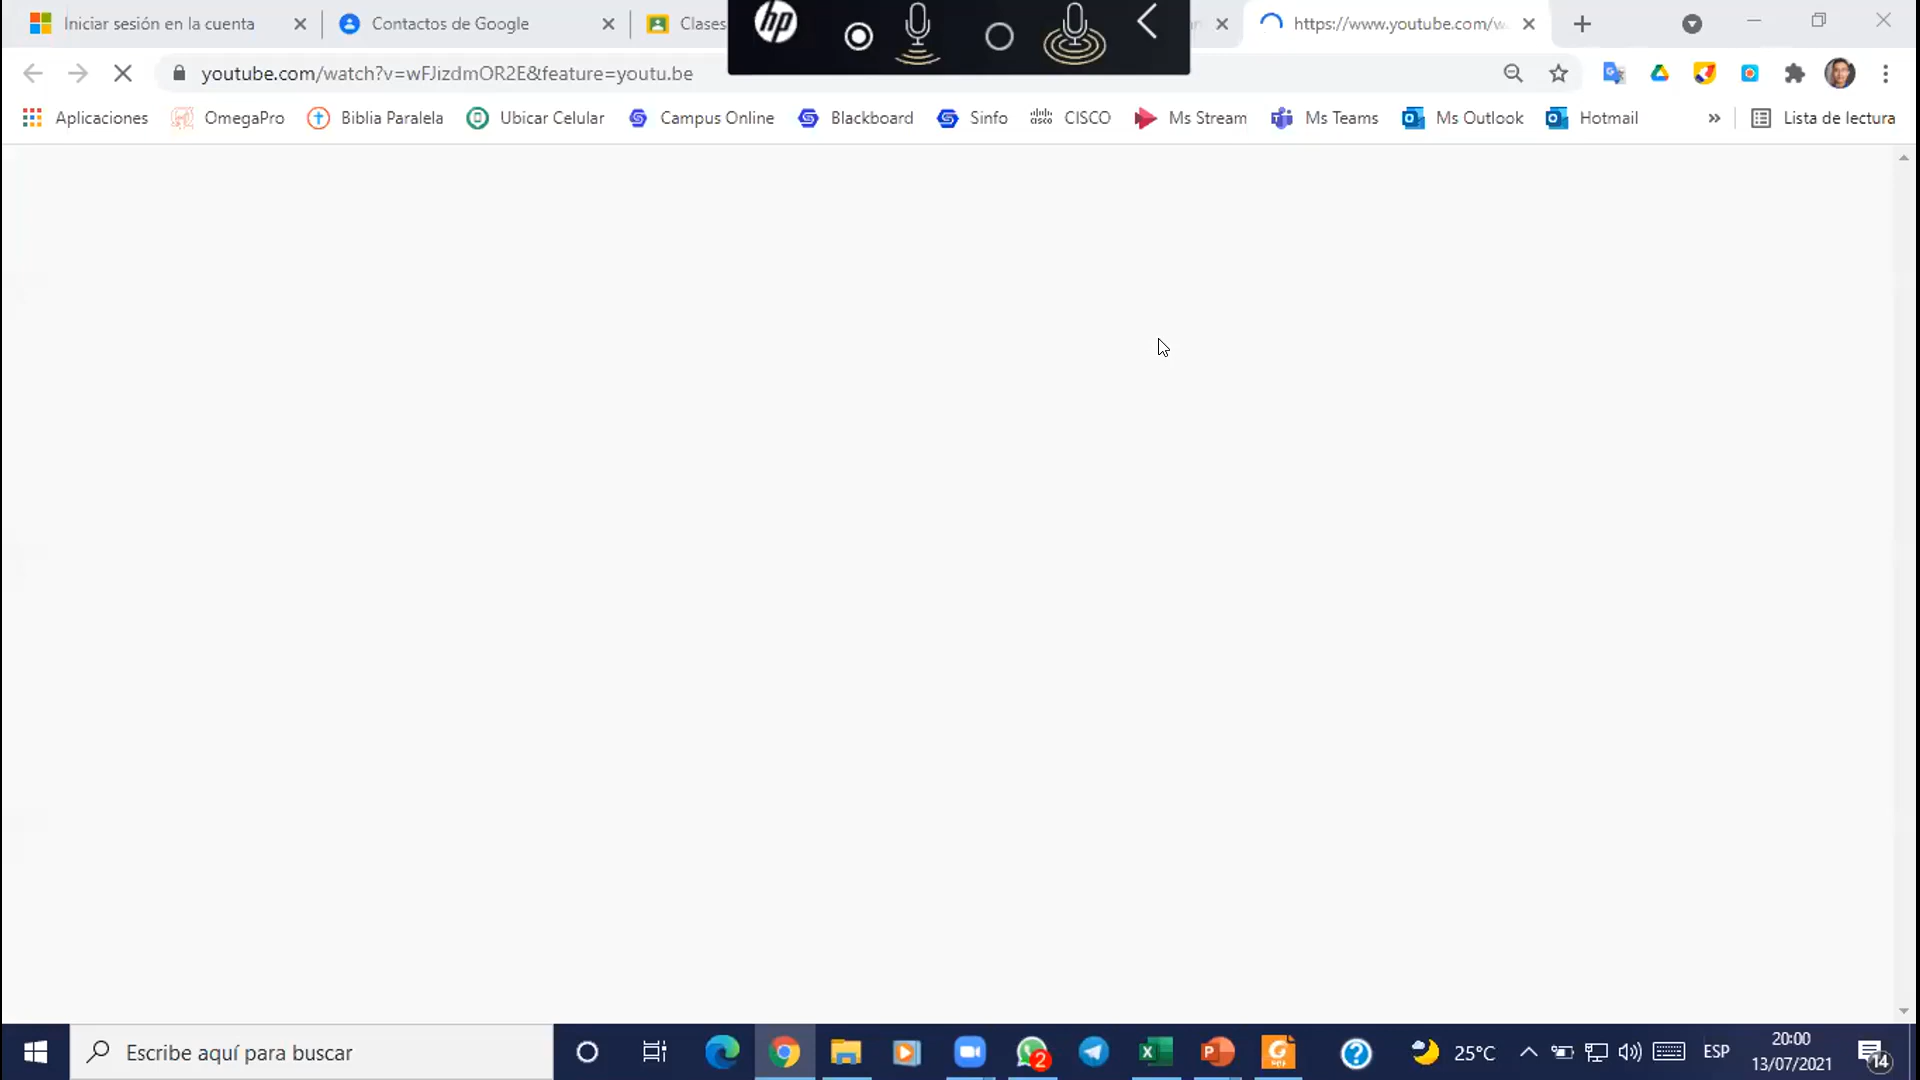 Iniciar sesión en la cuenta
Contactos de Google
Clases
https://www.youtube.com/w
youtube.com/watch?v=wFJizdmOR2E&feature=youtu.be
Aplicaciones
OmegaPro
Biblia Paralela
Ubicar Celular
Campus Online
Blackboard
Sinfo
CISCO
Ms Stream
Ms Teams
Ms Outlook
Hotmail
Lista de lectura
Escribe aquí para buscar
2
25°C
ESP
20:00
13/07/2021
14